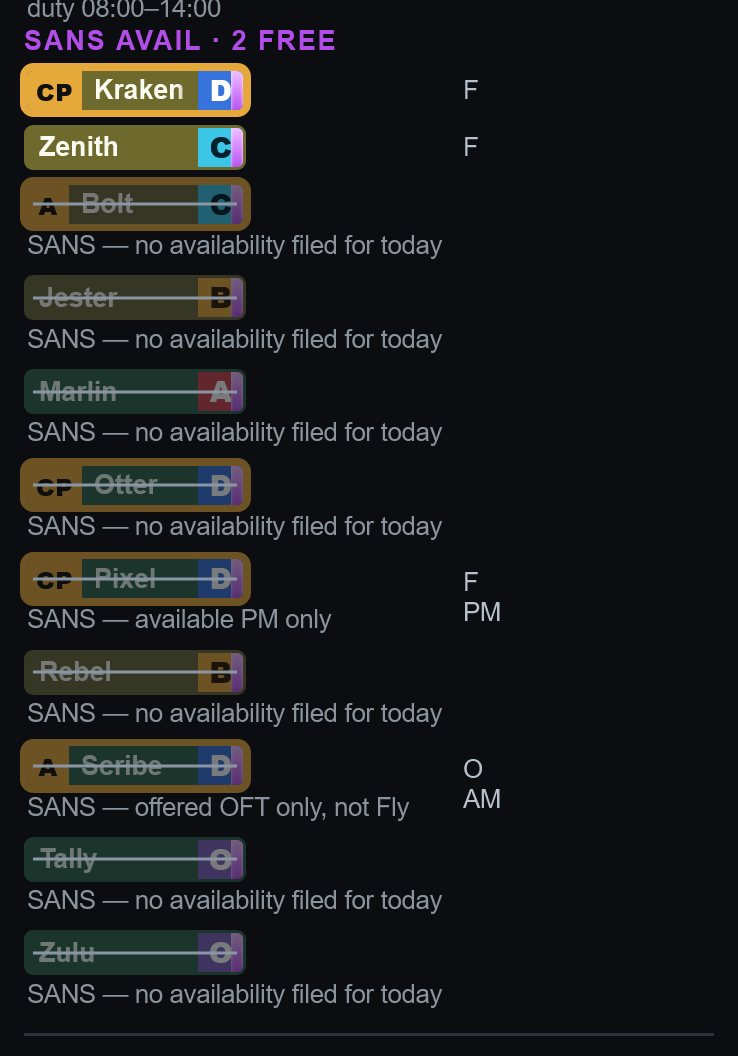 duty 08:00–14:00
SANS AVAIL · 2 FREE
CP Kraken D F
Zenith C F
A Bolt C
SANS — no availability filed for today
Jester B
SANS — no availability filed for today
Marlin A
SANS — no availability filed for today
CP Otter D
SANS — no availability filed for today
CP Pixel D F
SANS — available PM only PM
Rebel B
SANS — no availability filed for today
A Scribe D O
SANS — offered OFT only, not Fly AM
Tally O
SANS — no availability filed for today
Zulu O
SANS — no availability filed for today